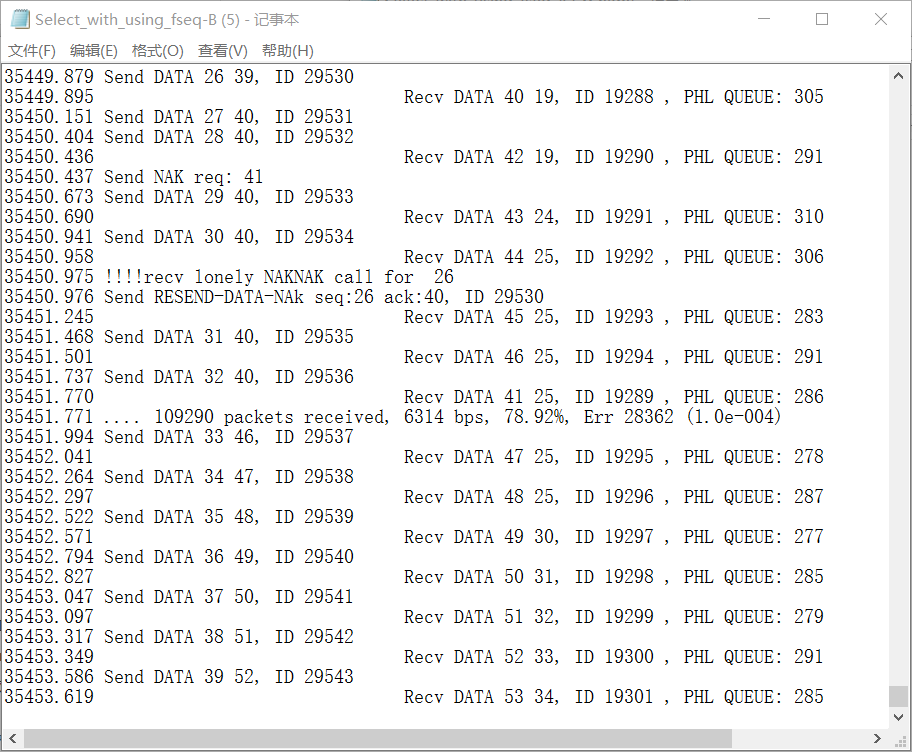 Select_with_using_fseq-B (5) - 记事本
文件(F) 编辑(E) 格式(O) 查看(V) 帮助(H)
35449.879 Send DATA 26 39, ID 29530
35449.895 Recv DATA 40 19, ID 19288 , PHL QUEUE: 305
35450.151 Send DATA 27 40, ID 29531
35450.404 Send DATA 28 40, ID 29532
35450.436 Recv DATA 42 19, ID 19290 , PHL QUEUE: 291
35450.437 Send NAK req: 41
35450.673 Send DATA 29 40, ID 29533
35450.690 Recv DATA 43 24, ID 19291 , PHL QUEUE: 310
35450.941 Send DATA 30 40, ID 29534
35450.958 Recv DATA 44 25, ID 19292 , PHL QUEUE: 306
35450.975 !!!!recv lonely NAKNAK call for  26
35450.976 Send RESEND-DATA-NAk seq:26 ack:40, ID 29530
35451.245 Recv DATA 45 25, ID 19293 , PHL QUEUE: 283
35451.468 Send DATA 31 40, ID 29535
35451.501 Recv DATA 46 25, ID 19294 , PHL QUEUE: 291
35451.737 Send DATA 32 40, ID 29536
35451.770 Recv DATA 41 25, ID 19289 , PHL QUEUE: 286
35451.771 .... 109290 packets received, 6314 bps, 78.92%, Err 28362 (1.0e-004)
35451.994 Send DATA 33 46, ID 29537
35452.041 Recv DATA 47 25, ID 19295 , PHL QUEUE: 278
35452.264 Send DATA 34 47, ID 29538
35452.297 Recv DATA 48 25, ID 19296 , PHL QUEUE: 287
35452.522 Send DATA 35 48, ID 29539
35452.571 Recv DATA 49 30, ID 19297 , PHL QUEUE: 277
35452.794 Send DATA 36 49, ID 29540
35452.827 Recv DATA 50 31, ID 19298 , PHL QUEUE: 285
35453.047 Send DATA 37 50, ID 29541
35453.097 Recv DATA 51 32, ID 19299 , PHL QUEUE: 279
35453.317 Send DATA 38 51, ID 29542
35453.349 Recv DATA 52 33, ID 19300 , PHL QUEUE: 291
35453.586 Send DATA 39 52, ID 29543
35453.619 Recv DATA 53 34, ID 19301 , PHL QUEUE: 285